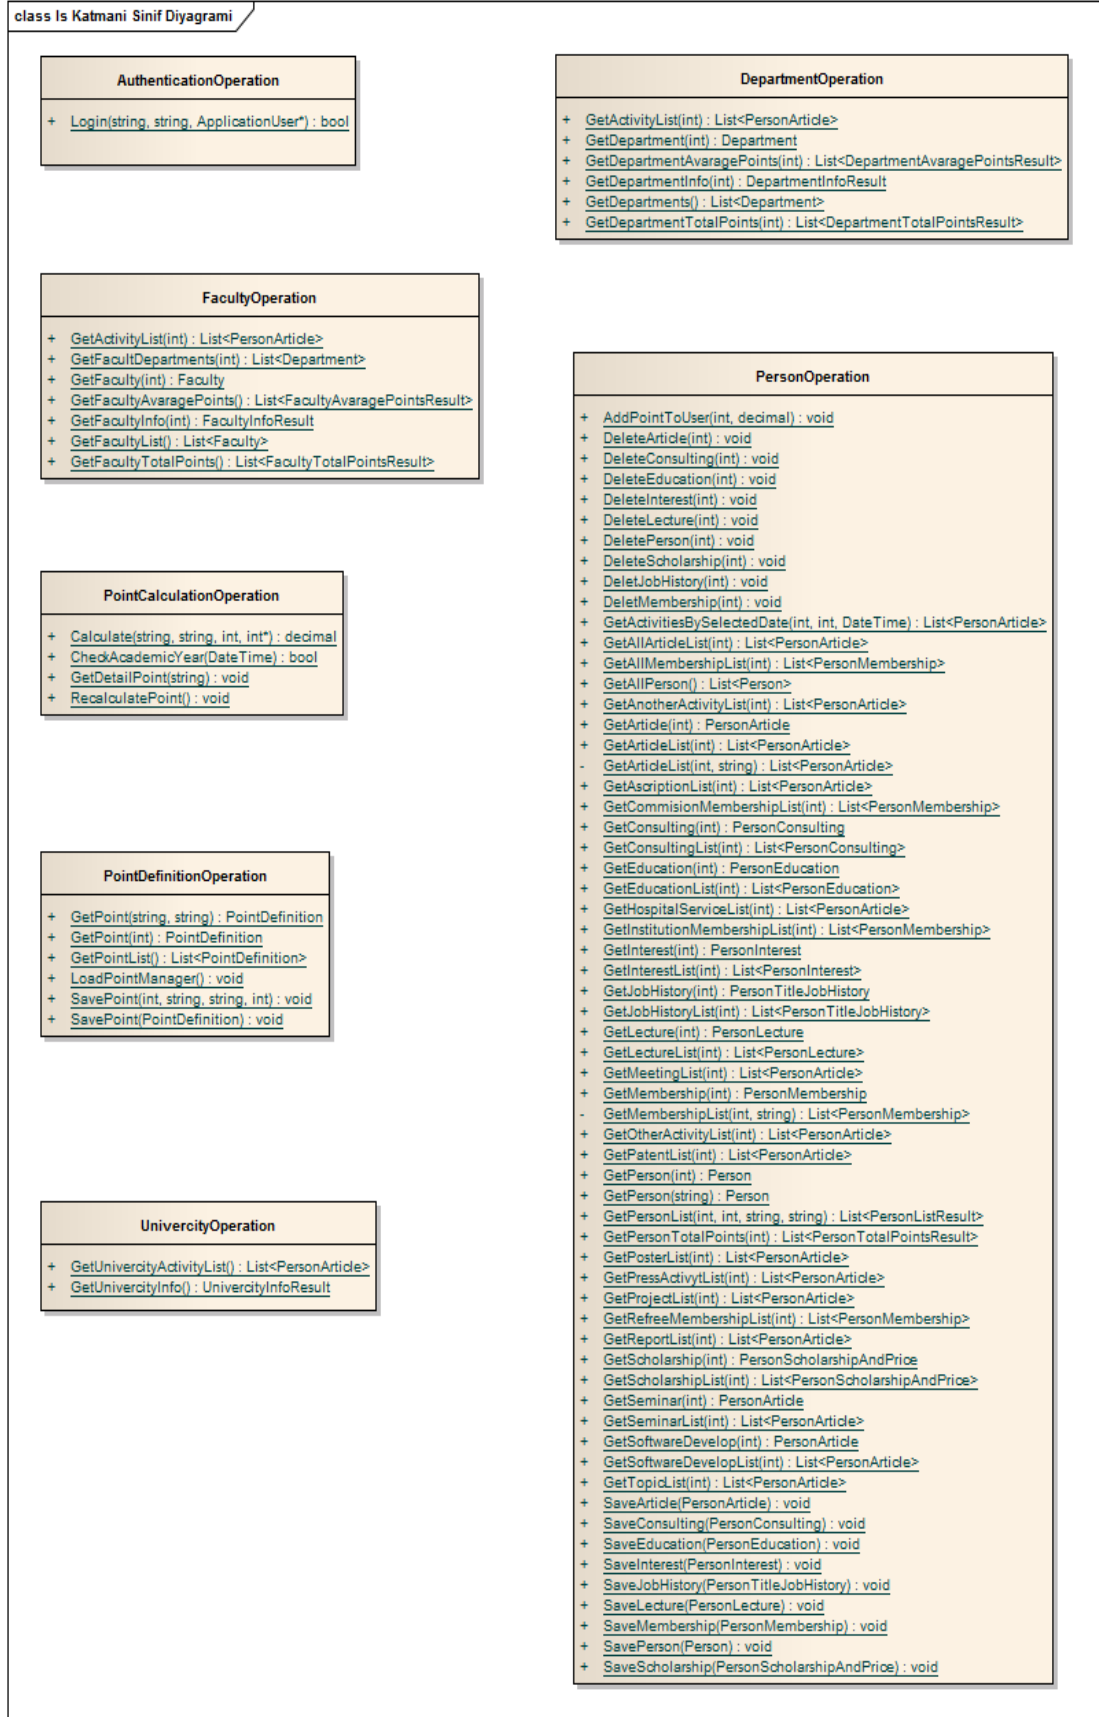 class Is Katmani Sinif Diyagrami
AuthenticationOperation
+ Login(string, string, ApplicationUser*) : bool
DepartmentOperation
+ GetActivityList(int) : List<PersonArticle>
+ GetDepartment(int) : Department
+ GetDepartmentAvaragePoints(int) : List<DepartmentAvaragePointsResult>
+ GetDepartmentInfo(int) : DepartmentInfoResult
+ GetDepartments() : List<Department>
+ GetDepartmentTotalPoints(int) : List<DepartmentTotalPointsResult>
FacultyOperation
+ GetActivityList(int) : List<PersonArticle>
+ GetFacultDepartments(int) : List<Department>
+ GetFaculty(int) : Faculty
+ GetFacultyAvaragePoints() : List<FacultyAvaragePointsResult>
+ GetFacultyInfo(int) : FacultyInfoResult
+ GetFacultyList() : List<Faculty>
+ GetFacultyTotalPoints() : List<FacultyTotalPointsResult>
PointCalculationOperation
+ Calculate(string, string, int, int*) : decimal
+ CheckAcademicYear(DateTime) : bool
+ GetDetailPoint(string) : void
+ RecalculatePoint() : void
PointDefinitionOperation
+ GetPoint(string, string) : PointDefinition
+ GetPoint(int) : PointDefinition
+ GetPointList() : List<PointDefinition>
+ LoadPointManager() : void
+ SavePoint(int, string, string, int) : void
+ SavePoint(PointDefinition) : void
UnivercityOperation
+ GetUnivercityActivityList() : List<PersonArticle>
+ GetUnivercityInfo() : UnivercityInfoResult
PersonOperation
+ AddPointToUser(int, decimal) : void
+ DeleteArticle(int) : void
+ DeleteConsulting(int) : void
+ DeleteEducation(int) : void
+ DeleteInterest(int) : void
+ DeleteLecture(int) : void
+ DeletePerson(int) : void
+ DeleteScholarship(int) : void
+ DeletJobHistory(int) : void
+ DeletMembership(int) : void
+ GetActivitiesBySelectedDate(int, int, DateTime) : List<PersonArticle>
+ GetAllArticleList(int) : List<PersonArticle>
+ GetAllMembershipList(int) : List<PersonMembership>
+ GetAllPerson() : List<Person>
+ GetAnotherActivityList(int) : List<PersonArticle>
+ GetArticle(int) : PersonArticle
+ GetArticleList(int) : List<PersonArticle>
- GetArticleList(int, string) : List<PersonArticle>
+ GetAscriptionList(int) : List<PersonArticle>
+ GetCommisionMembershipList(int) : List<PersonMembership>
+ GetConsulting(int) : PersonConsulting
+ GetConsultingList(int) : List<PersonConsulting>
+ GetEducation(int) : PersonEducation
+ GetEducationList(int) : List<PersonEducation>
+ GetHospitalServiceList(int) : List<PersonArticle>
+ GetInstitutionMembershipList(int) : List<PersonMembership>
+ GetInterest(int) : PersonInterest
+ GetInterestList(int) : List<PersonInterest>
+ GetJobHistory(int) : PersonTitleJobHistory
+ GetJobHistoryList(int) : List<PersonTitleJobHistory>
+ GetLecture(int) : PersonLecture
+ GetLectureList(int) : List<PersonLecture>
+ GetMeetingList(int) : List<PersonArticle>
+ GetMembership(int) : PersonMembership
- GetMembershipList(int, string) : List<PersonMembership>
+ GetOtherActivityList(int) : List<PersonArticle>
+ GetPatentList(int) : List<PersonArticle>
+ GetPerson(int) : Person
+ GetPerson(string) : Person
+ GetPersonList(int, int, string, string) : List<PersonListResult>
+ GetPersonTotalPoints(int) : List<PersonTotalPointsResult>
+ GetPosterList(int) : List<PersonArticle>
+ GetPressActivytList(int) : List<PersonArticle>
+ GetProjectList(int) : List<PersonArticle>
+ GetRefreeMembershipList(int) : List<PersonMembership>
+ GetReportList(int) : List<PersonArticle>
+ GetScholarship(int) : PersonScholarshipAndPrice
+ GetScholarshipList(int) : List<PersonScholarshipAndPrice>
+ GetSeminar(int) : PersonArticle
+ GetSeminarList(int) : List<PersonArticle>
+ GetSoftwareDevelop(int) : PersonArticle
+ GetSoftwareDevelopList(int) : List<PersonArticle>
+ GetTopicList(int) : List<PersonArticle>
+ SaveArticle(PersonArticle) : void
+ SaveConsulting(PersonConsulting) : void
+ SaveEducation(PersonEducation) : void
+ SaveInterest(PersonInterest) : void
+ SaveJobHistory(PersonTitleJobHistory) : void
+ SaveLecture(PersonLecture) : void
+ SaveMembership(PersonMembership) : void
+ SavePerson(Person) : void
+ SaveScholarship(PersonScholarshipAndPrice) : void